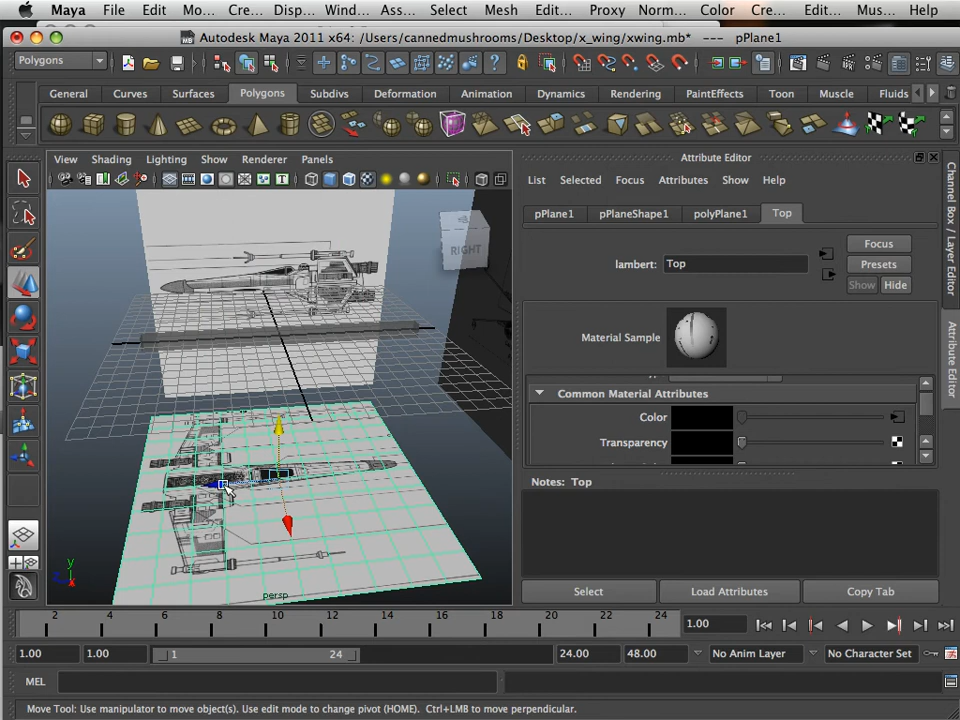 Maya File Edit Mo... Cre... Disp... Wind... Ass... Select Mesh Edit... Proxy Norm... Color Cre... Edit... Mus... Help
Autodesk Maya 2011 x64: /Users/cannedmushrooms/Desktop/x_wing/xwing.mb* --- pPlane1
Polygons
General Curves Surfaces Polygons Subdivs Deformation Animation Dynamics Rendering PaintEffects Toon Muscle Fluids
View Shading Lighting Show Renderer Panels
RIGHT
persp
y
Attribute Editor
List Selected Focus Attributes Show Help
pPlane1 pPlaneShape1 polyPlane1 Top
lambert: Top
Focus
Presets
Show Hide
Material Sample
Common Material Attributes
Color
Transparency
Notes: Top
Select Load Attributes Copy Tab
Channel Box / Layer Editor
Attribute Editor
2 4 6 8 10 12 14 16 18 20 22 24
1.00
1.00 1.00 1 24 24.00 48.00 No Anim Layer No Character Set
MEL
Move Tool: Use manipulator to move object(s). Use edit mode to change pivot (HOME). Ctrl+LMB to move perpendicular.